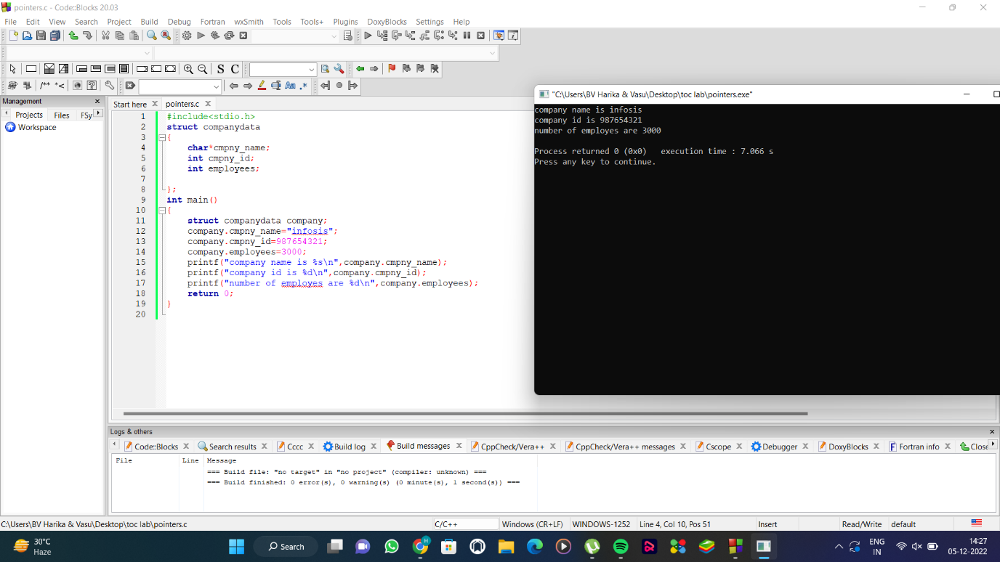 pointers.c - Code::Blocks 20.03
File Edit View Search Project Build Debug Fortran wxSmith Tools Tools+ Plugins DoxyBlocks Settings Help
S C
/** *< Aa .*
Management
Projects Files FSy
Workspace
Start here pointers.c
1 #include<stdio.h>
2 struct companydata
3 {
4 char*cmpny_name;
5 int cmpny_id;
6 int employees;
7
8 };
9 int main()
10 {
11 struct companydata company;
12 company.cmpny_name="infosis";
13 company.cmpny_id=987654321;
14 company.employees=3000;
15 printf("company name is %s\n",company.cmpny_name);
16 printf("company id is %d\n",company.cmpny_id);
17 printf("number of employes are %d\n",company.employees);
18 return 0;
19 }
20
"C:\Users\BV Harika & Vasu\Desktop\toc lab\pointers.exe"
company name is infosis
company id is 987654321
number of employes are 3000
Process returned 0 (0x0) execution time : 7.066 s
Press any key to continue.
Logs & others
Code::Blocks Search results Cccc Build log Build messages CppCheck/Vera++ CppCheck/Vera++ messages Cscope Debugger DoxyBlocks Fortran info Close
File Line Message
=== Build file: "no target" in "no project" (compiler: unknown) ===
=== Build finished: 0 error(s), 0 warning(s) (0 minute(s), 1 second(s)) ===
C:\Users\BV Harika & Vasu\Desktop\toc lab\pointers.c C/C++ Windows (CR+LF) WINDOWS-1252 Line 4, Col 10, Pos 51 Insert Read/Write default
30°C
Haze
Search
ENG
IN
14:27
05-12-2022